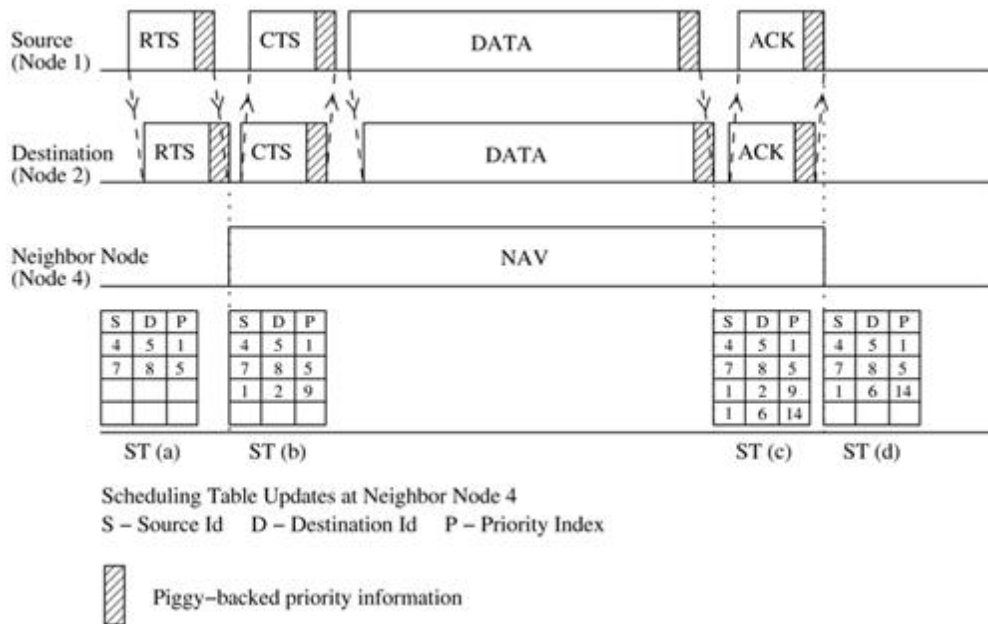 Source
(Node 1)
RTS
CTS
DATA
ACK
Destination
(Node 2)
RTS
CTS
DATA
ACK
Neighbor Node
(Node 4)
NAV
S D P
4 5 1
7 8 5
ST (a)
S D P
4 5 1
7 8 5
1 2 9
ST (b)
S D P
4 5 1
7 8 5
1 2 9
1 6 14
ST (c)
S D P
4 5 1
7 8 5
1 6 14
ST (d)
Scheduling Table Updates at Neighbor Node 4
S − Source Id D − Destination Id P − Priority Index
Piggy−backed priority information